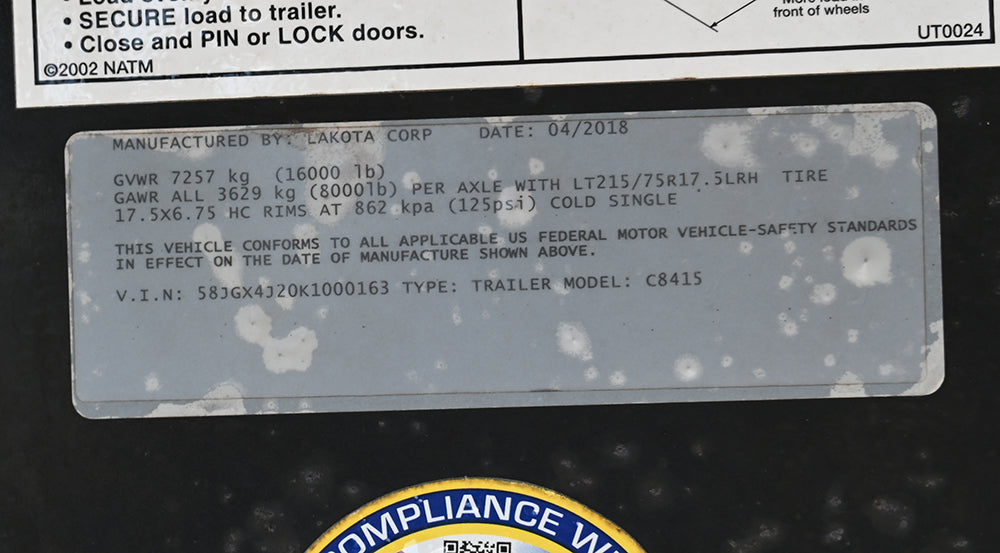 • SECURE load to trailer.
• Close and PIN or LOCK doors.
©2002 NATM
front of wheels
UT0024
MANUFACTURED BY: LAKOTA CORP DATE: 04/2018
GVWR 7257 kg (16000 lb)
GAWR ALL 3629 kg (8000lb) PER AXLE WITH LT215/75R17.5LRH TIRE
17.5X6.75 HC RIMS AT 862 kpa (125psi) COLD SINGLE
THIS VEHICLE CONFORMS TO ALL APPLICABLE US FEDERAL MOTOR VEHICLE-SAFETY STANDARDS
IN EFFECT ON THE DATE OF MANUFACTURE SHOWN ABOVE.
V.I.N: 58JGX4J20K1000163 TYPE: TRAILER MODEL: C8415
COMPLIANCE